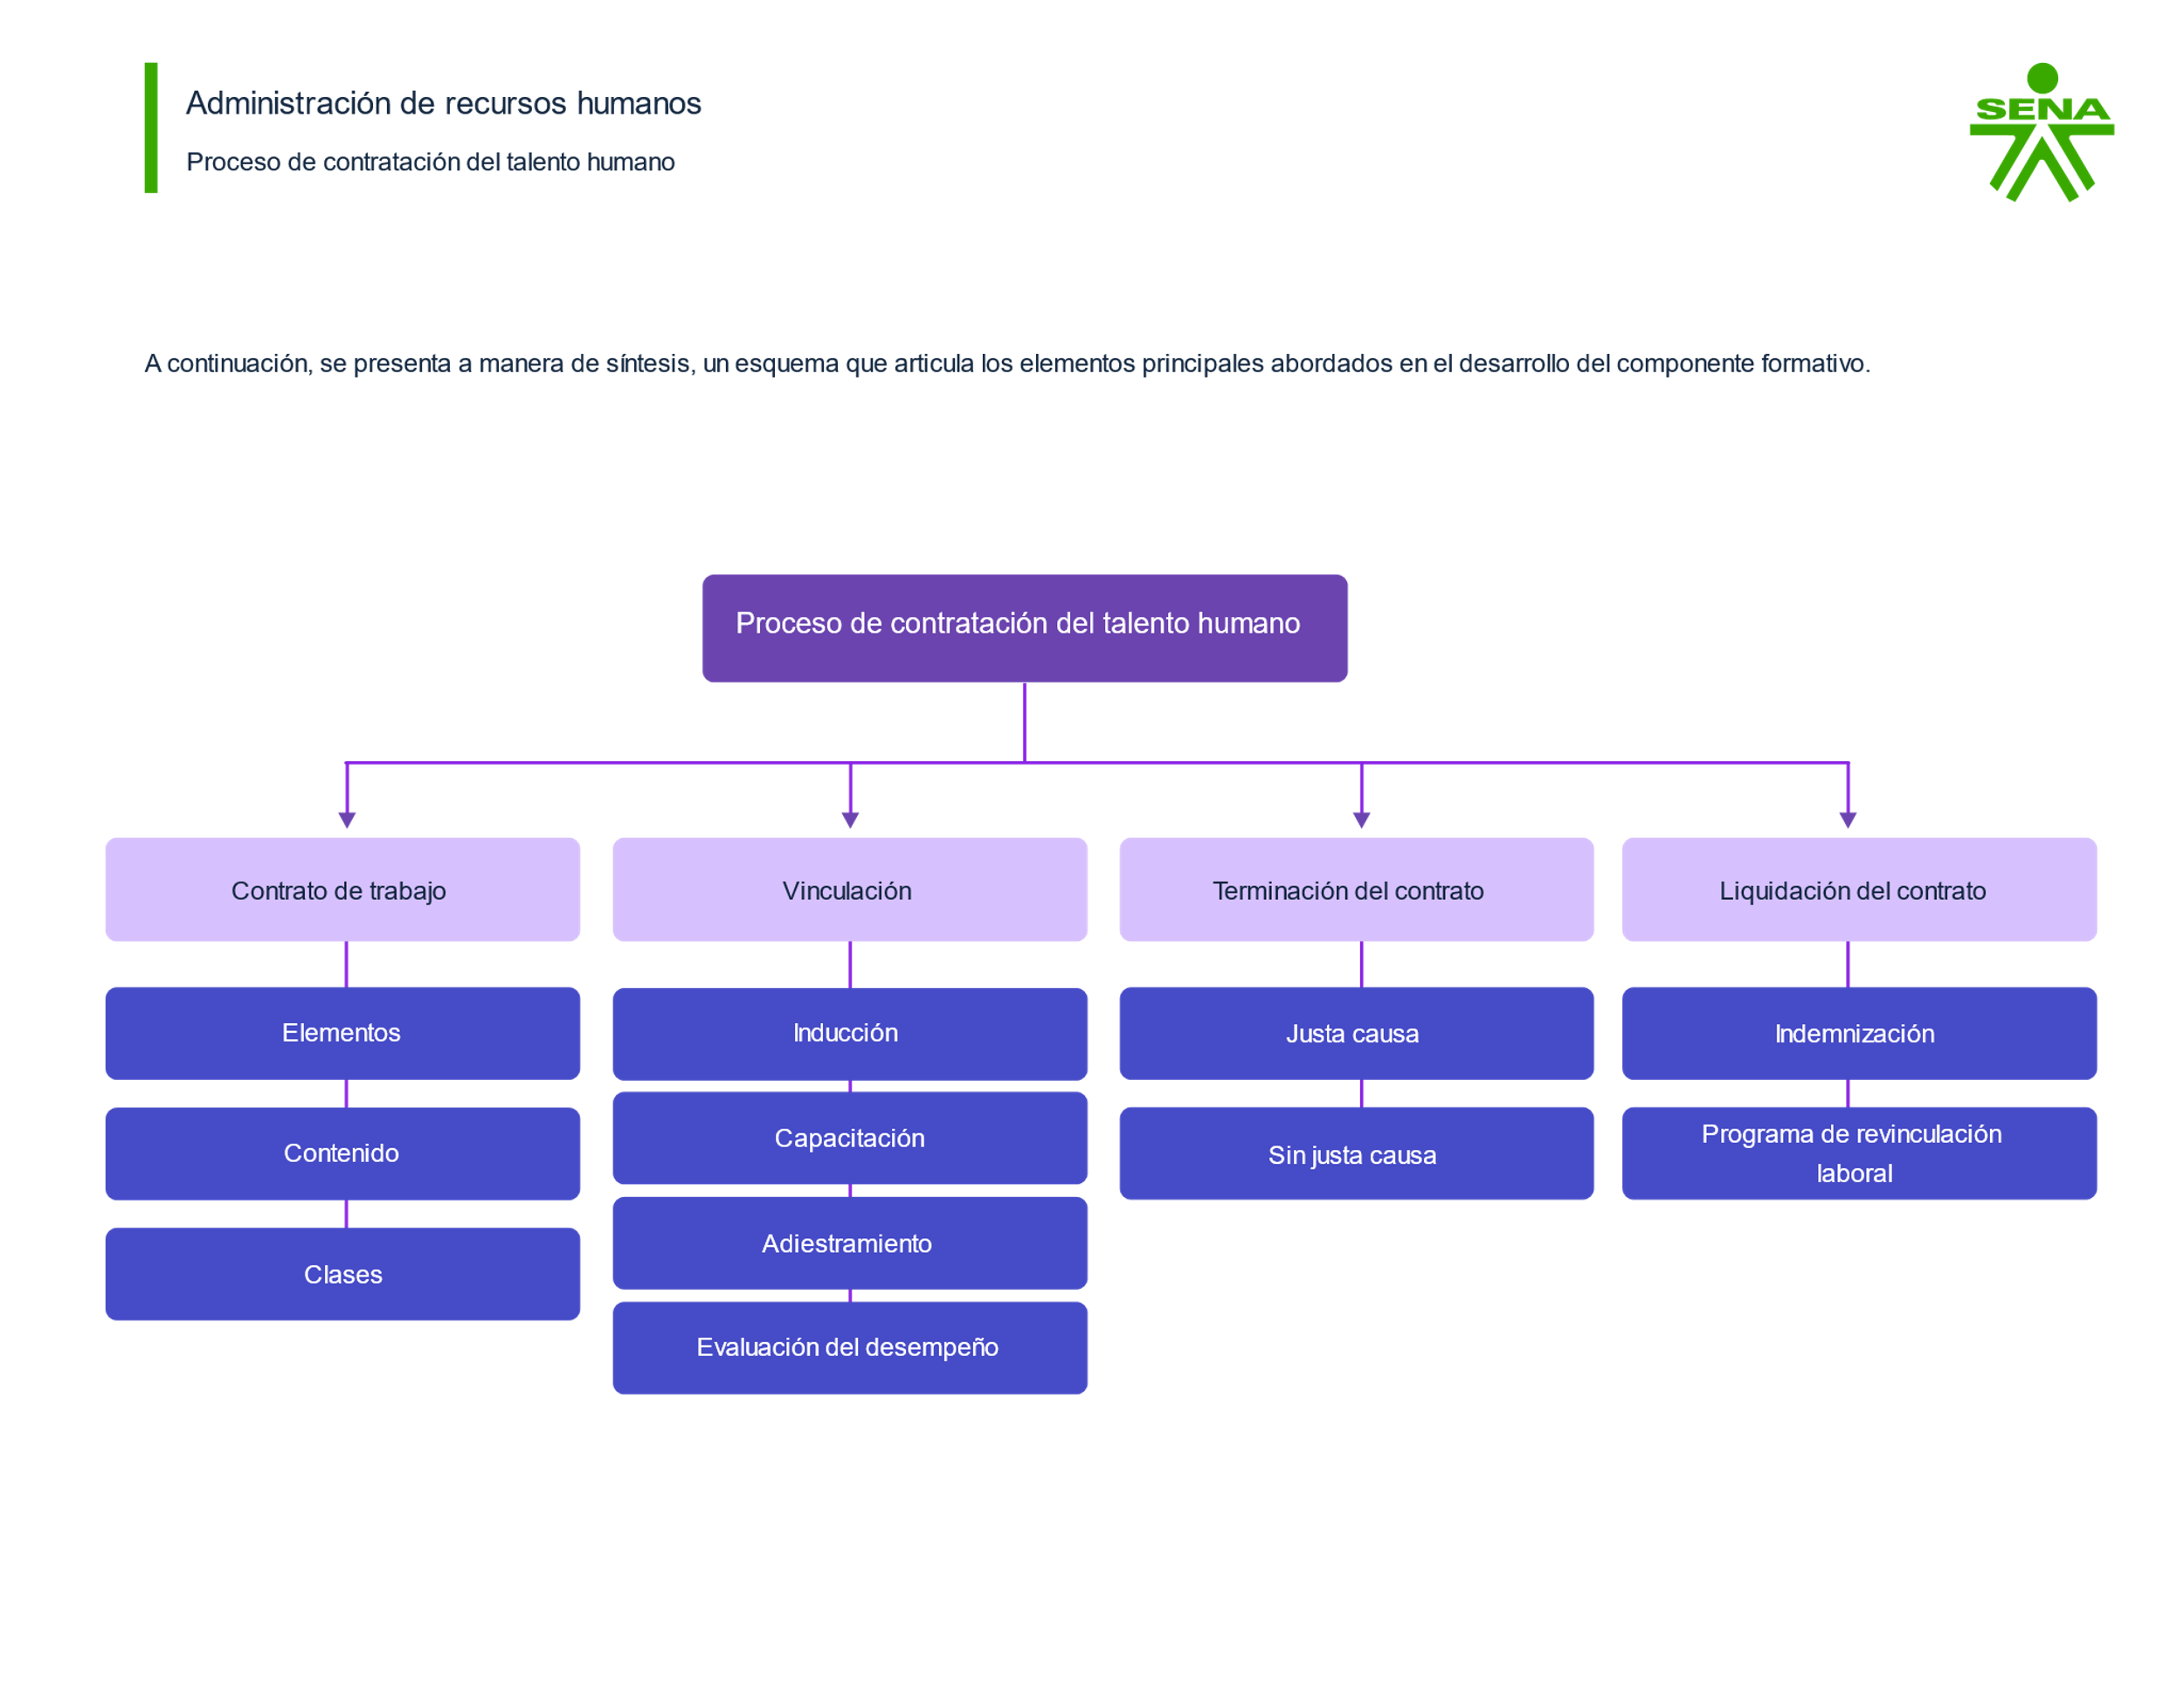 Administración de recursos humanos
Proceso de contratación del talento humano
SENA
A continuación, se presenta a manera de síntesis, un esquema que articula los elementos principales abordados en el desarrollo del componente formativo.
Proceso de contratación del talento humano
Contrato de trabajo
Elementos
Contenido
Clases
Vinculación
Inducción
Capacitación
Adiestramiento
Evaluación del desempeño
Terminación del contrato
Justa causa
Sin justa causa
Liquidación del contrato
Indemnización
Programa de revinculación
laboral